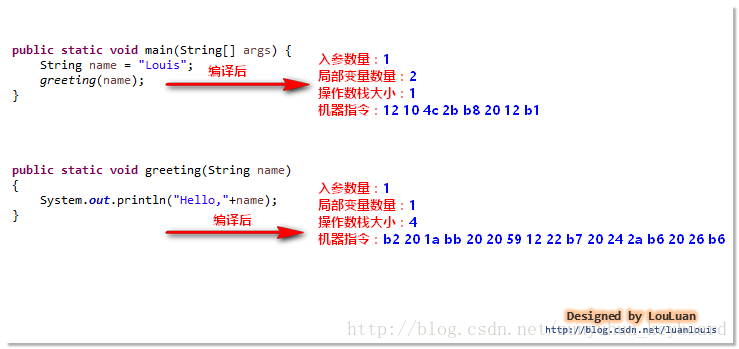 public static void main(String[] args) {
String name = "Louis";
greeting(name);
}
编译后
入参数量：1
局部变量数量：2
操作数栈大小：1
机器指令：12 10 4c 2b b8 20 12 b1
public static void greeting(String name)
{
System.out.println("Hello,"+name);
}
编译后
入参数量：1
局部变量数量：1
操作数栈大小：4
机器指令：b2 20 1a bb 20 20 59 12 22 b7 20 24 2a b6 20 26 b6
Designed by LouLuan
http://blog.csdn.net/luanlouis
http://blog.csdn.net/